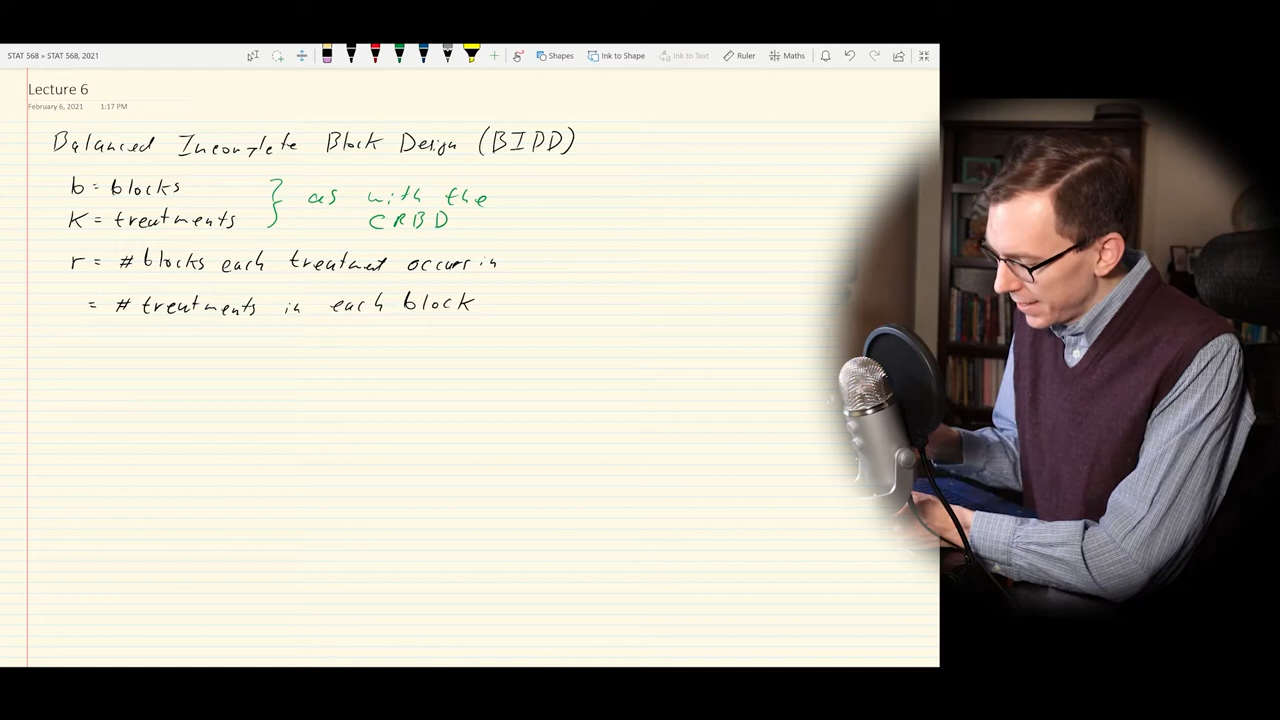 STAT 568 » STAT 568, 2021
Shapes
Ink to Shape
Ink to Text
Ruler
Maths
Lecture 6
February 6, 2021 1:17 PM
Balanced Incomplete Block Design (BIBD)
b = blocks
K = treatments
} as with the
CRBD
r = # blocks each treatment occurs in
= # treatments in each block